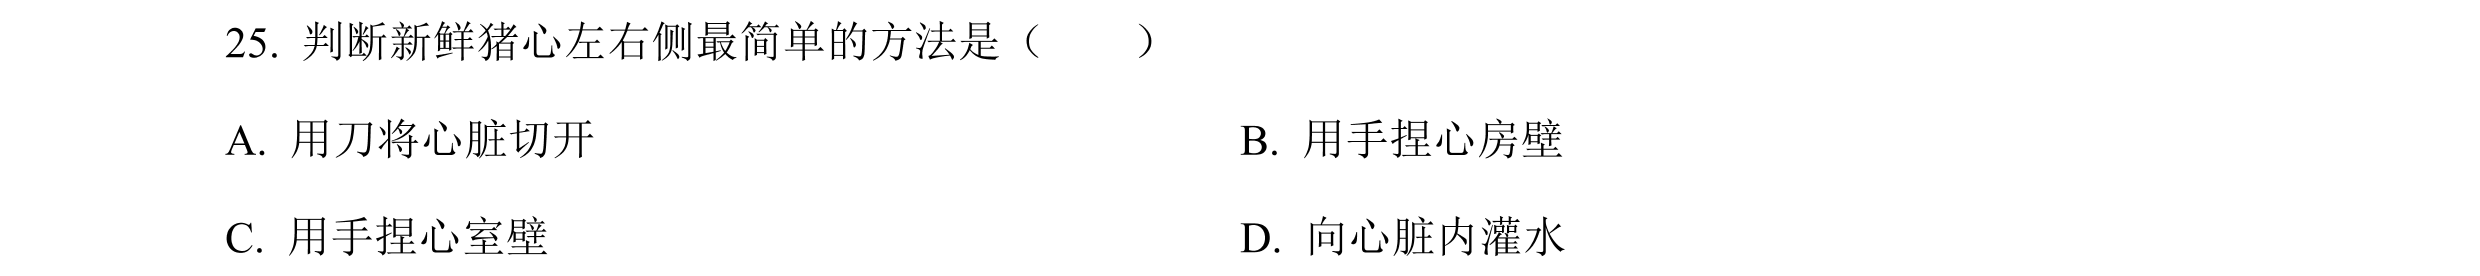 25. 判断新鲜猪心左右侧最简单的方法是（  ）
A. 用刀将心脏切开 B. 用手捏心房壁
C. 用手捏心室壁 D. 向心脏内灌水